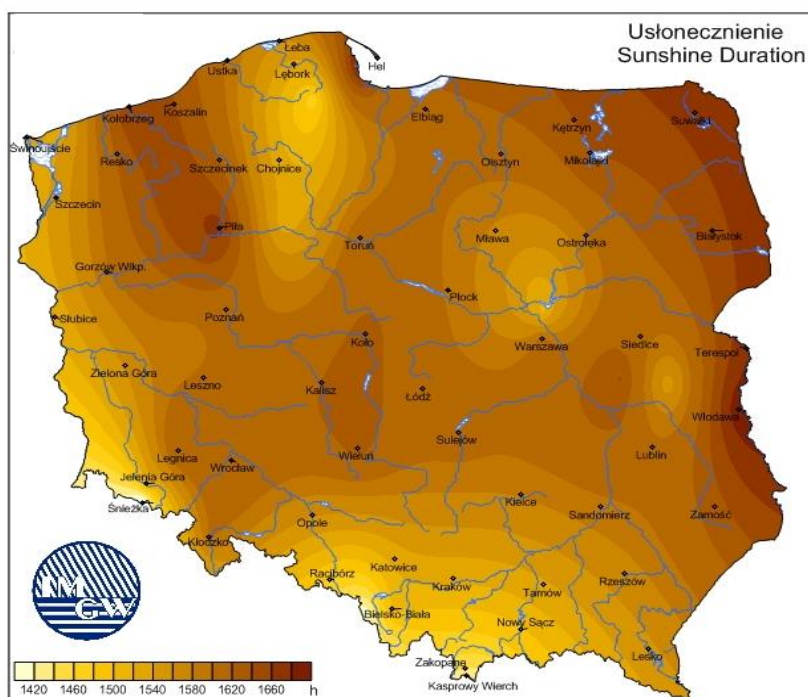 Usłonecznienie
Sunshine Duration
Łeba
Ustka
Lębork
Hel
Koszalin
Kołobrzeg
Elbląg
Kętrzyn
Suwałki
Świnoujście
Resko
Szczecinek
Chojnice
Olsztyn
Mikołajki
Szczecin
Piła
Toruń
Mława
Ostrołęka
Białystok
Gorzów Wlkp.
Płock
Słubice
Poznań
Koło
Warszawa
Siedlce
Terespol
Zielona Góra
Leszno
Kalisz
Łódź
Włodawa
Sulejów
Legnica
Wrocław
Wieluń
Lublin
Jelenia Góra
Śnieżka
Opole
Kielce
Sandomierz
Zamość
Kłodzko
Racibórz
Katowice
Kraków
Tarnów
Rzeszów
Bielsko-Biała
Nowy Sącz
Lesko
Zakopane
Kasprowy Wierch
IM
GW
1420 1500 1580 1660 h
1460 1540 1620